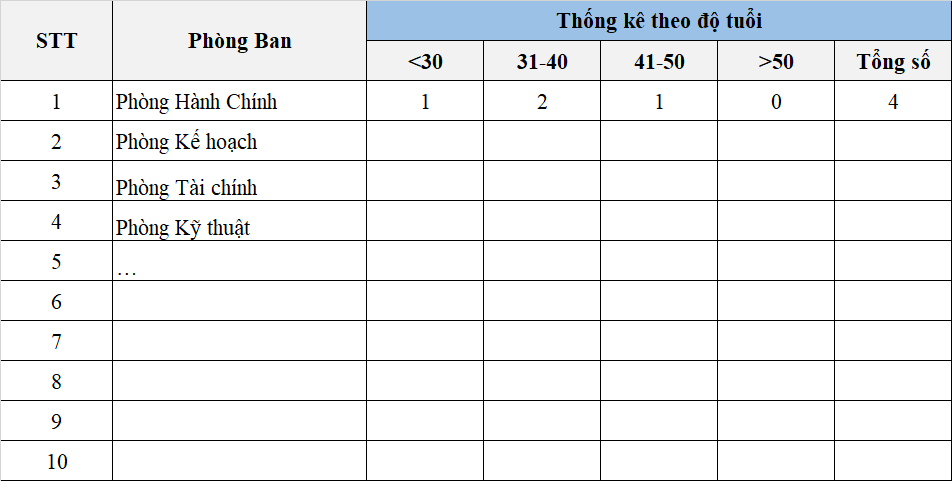 STT Phòng Ban Thống kê theo độ tuổi
<30 31-40 41-50 >50 Tổng số
1 Phòng Hành Chính 1 2 1 0 4
2 Phòng Kế hoạch
3 Phòng Tài chính
4 Phòng Kỹ thuật
5 …
6
7
8
9
10